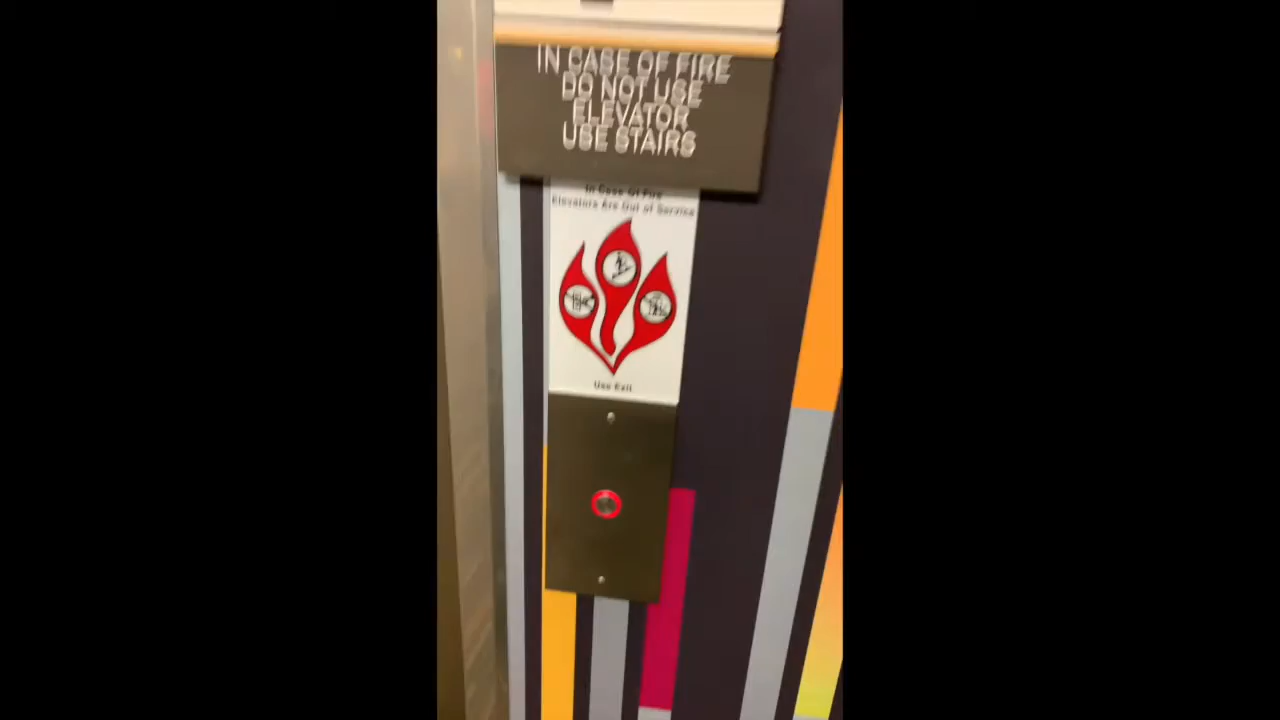 IN CASE OF FIRE
DO NOT USE
ELEVATOR
USE STAIRS
In Case Of Fire
Elevators Are Out of Service
Use Exit